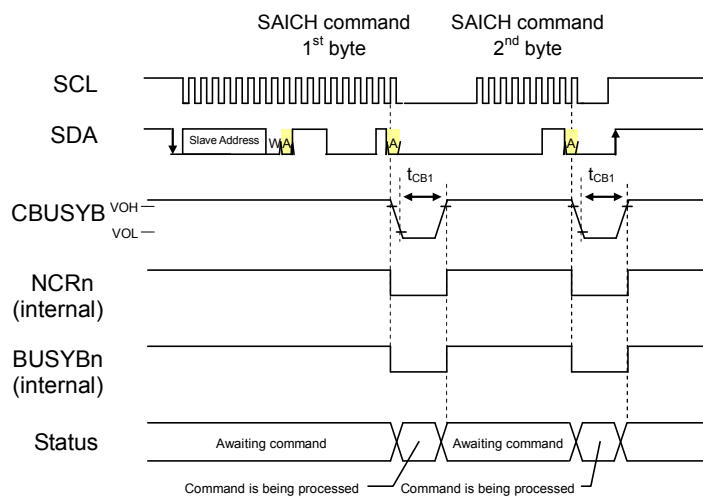 SAICH command
1st byte
SAICH command
2nd byte
SCL
SDA
Slave Address
W
A
A
A
tCB1
tCB1
CBUSYB
VOH
VOL
NCRn
(internal)
BUSYBn
(internal)
Status
Awaiting command
Awaiting command
Command is being processed
Command is being processed